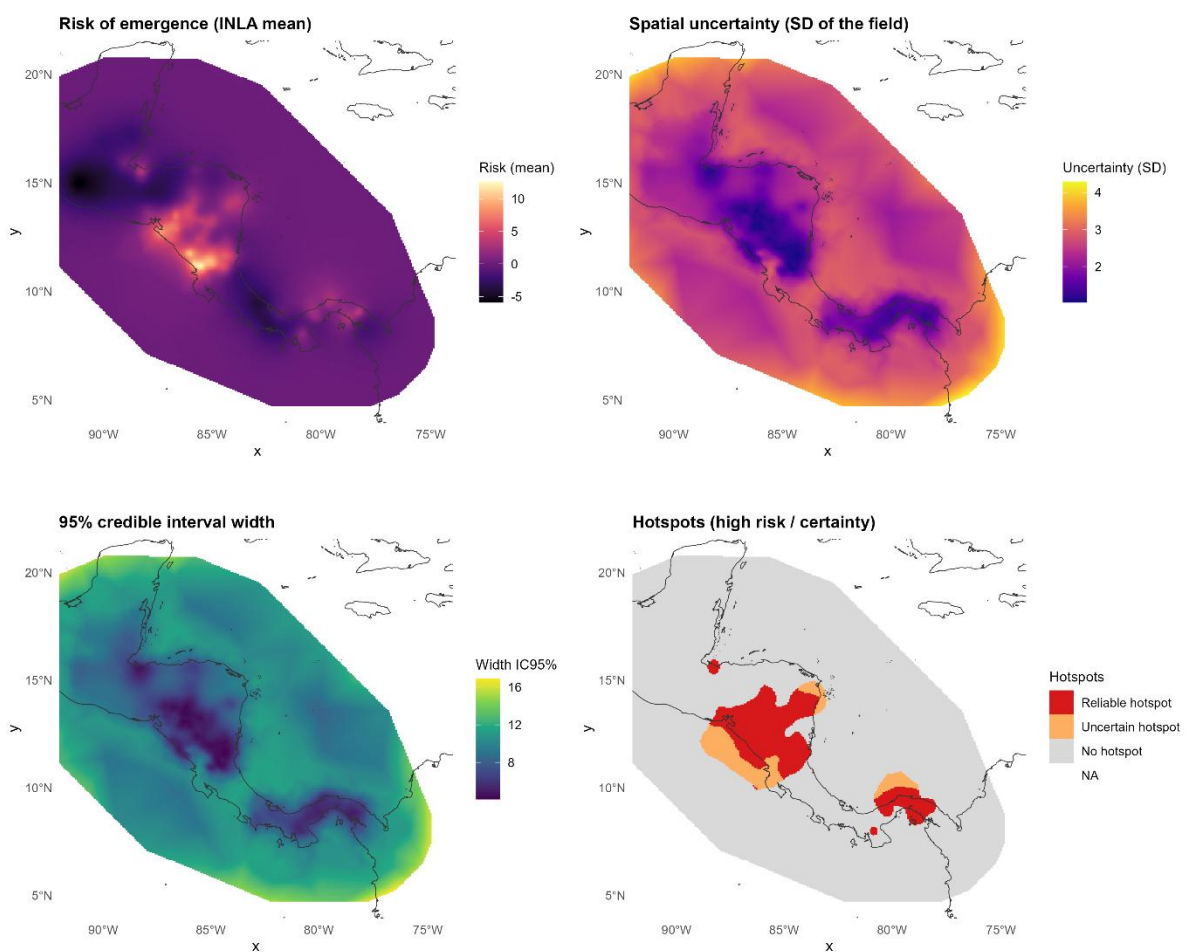 Risk of emergence (INLA mean)
20°N
15°N
10°N
5°N
y
90°W 85°W 80°W 75°W
x
Risk (mean)
10
5
0
−5
Spatial uncertainty (SD of the field)
20°N
15°N
10°N
5°N
y
90°W 85°W 80°W 75°W
x
Uncertainty (SD)
4
3
2
95% credible interval width
20°N
15°N
10°N
5°N
y
90°W 85°W 80°W 75°W
x
Width IC95%
16
12
8
Hotspots (high risk / certainty)
20°N
15°N
10°N
5°N
y
90°W 85°W 80°W 75°W
x
Hotspots
Reliable hotspot
Uncertain hotspot
No hotspot
NA